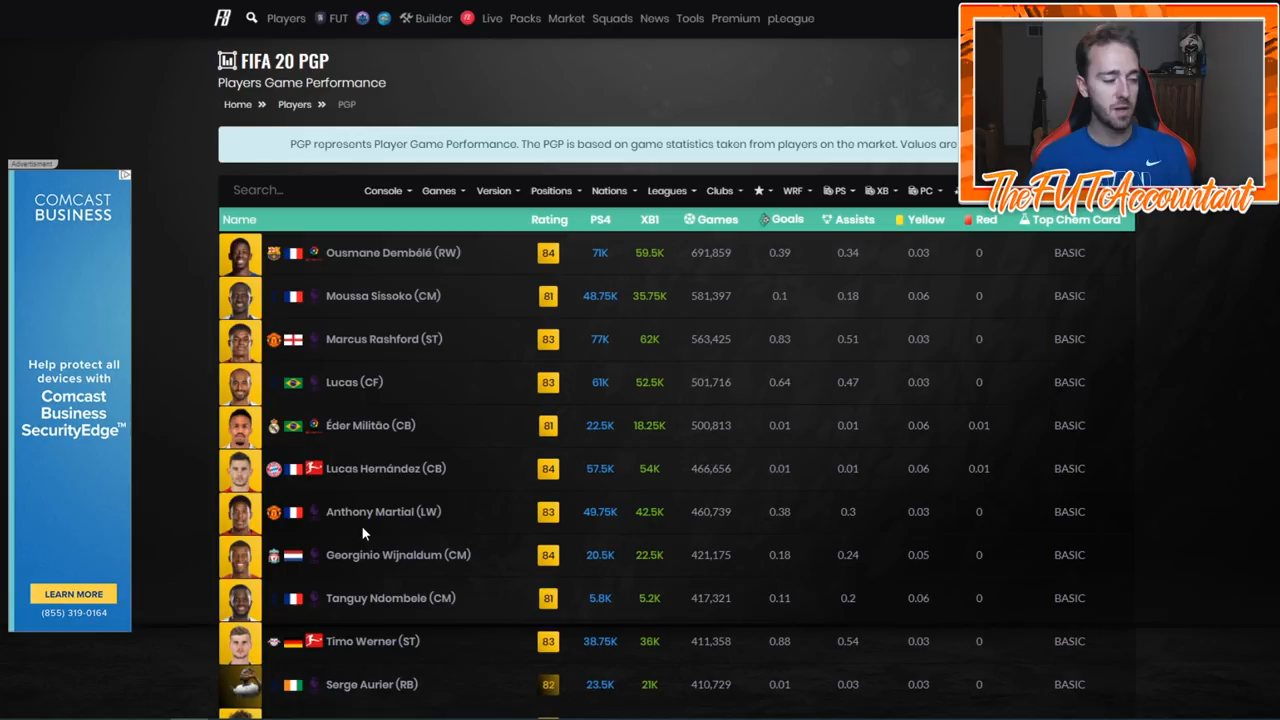 FB Players FUT Builder Live Packs Market Squads News Tools Premium pLeague
FIFA 20 PGP
Players Game Performance
Home » Players » PGP
PGP represents Player Game Performance. The PGP is based on game statistics taken from players on the market. Values are
Search... Console Games Version Positions Nations Leagues Clubs WRF PS XB PC
TheFUTAccountant
Name Rating PS4 XB1 Games Goals Assists Yellow Red Top Chem Card
Ousmane Dembélé (RW) 84 71K 59.5K 691,859 0.39 0.34 0.03 0 BASIC
Moussa Sissoko (CM) 81 48.75K 35.75K 581,397 0.1 0.18 0.06 0 BASIC
Marcus Rashford (ST) 83 77K 62K 563,425 0.83 0.51 0.03 0 BASIC
Lucas (CF) 83 61K 52.5K 501,716 0.64 0.47 0.03 0 BASIC
Éder Militão (CB) 81 22.5K 18.25K 500,813 0.01 0.01 0.06 0.01 BASIC
Lucas Hernández (CB) 84 57.5K 54K 466,656 0.01 0.01 0.06 0.01 BASIC
Anthony Martial (LW) 83 49.75K 42.5K 460,739 0.38 0.3 0.03 0 BASIC
Georginio Wijnaldum (CM) 84 20.5K 22.5K 421,175 0.18 0.24 0.05 0 BASIC
Tanguy Ndombele (CM) 81 5.8K 5.2K 417,321 0.11 0.2 0.06 0 BASIC
Timo Werner (ST) 83 38.75K 36K 411,358 0.88 0.54 0.03 0 BASIC
Serge Aurier (RB) 82 23.5K 21K 410,729 0.01 0.03 0.03 0 BASIC
Advertisment
COMCAST
BUSINESS
Help protect all
devices with
Comcast
Business
SecurityEdge™
LEARN MORE
(855) 319-0164